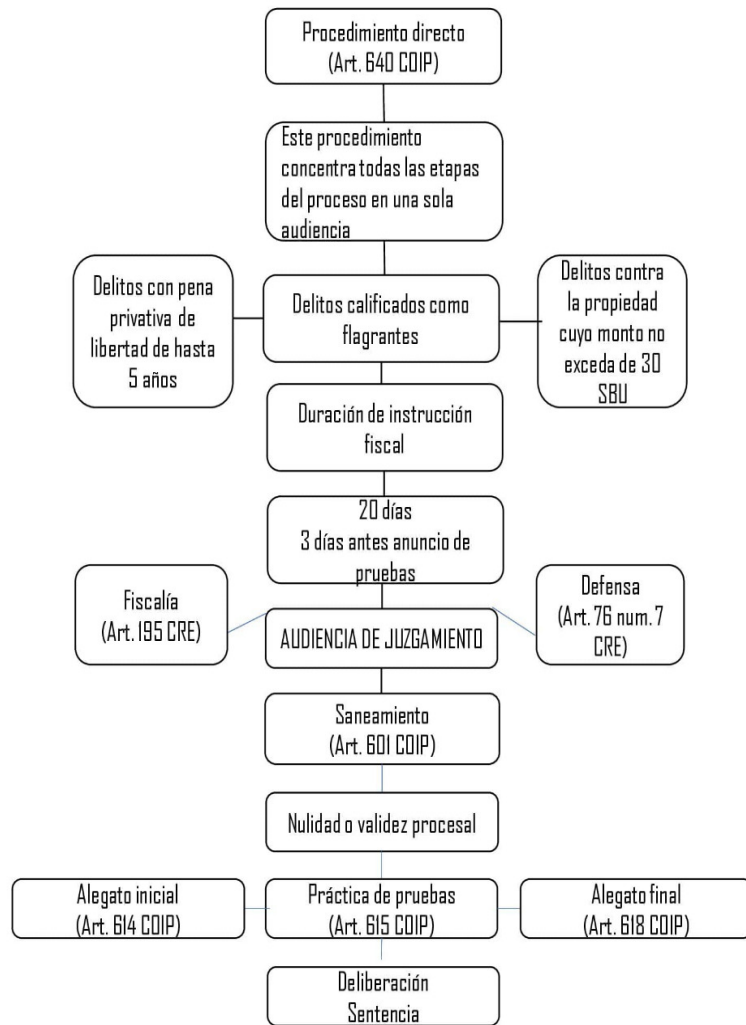 Procedimiento directo
(Art. 640 COIP)
Este procedimiento
concentra todas las etapas
del proceso en una sola
audiencia
Delitos con pena
privativa de
libertad de hasta
5 años
Delitos calificados como
flagrantes
Delitos contra
la propiedad
cuyo monto no
exceda de 30
SBU
Duración de instrucción
fiscal
20 días
3 días antes anuncio de
pruebas
Fiscalía
(Art. 195 CRE)
AUDIENCIA DE JUZGAMIENTO
Defensa
(Art. 76 num. 7
CRE)
Saneamiento
(Art. 601 COIP)
Nulidad o validez procesal
Alegato inicial
(Art. 614 COIP)
Práctica de pruebas
(Art. 615 COIP)
Alegato final
(Art. 618 COIP)
Deliberación
Sentencia